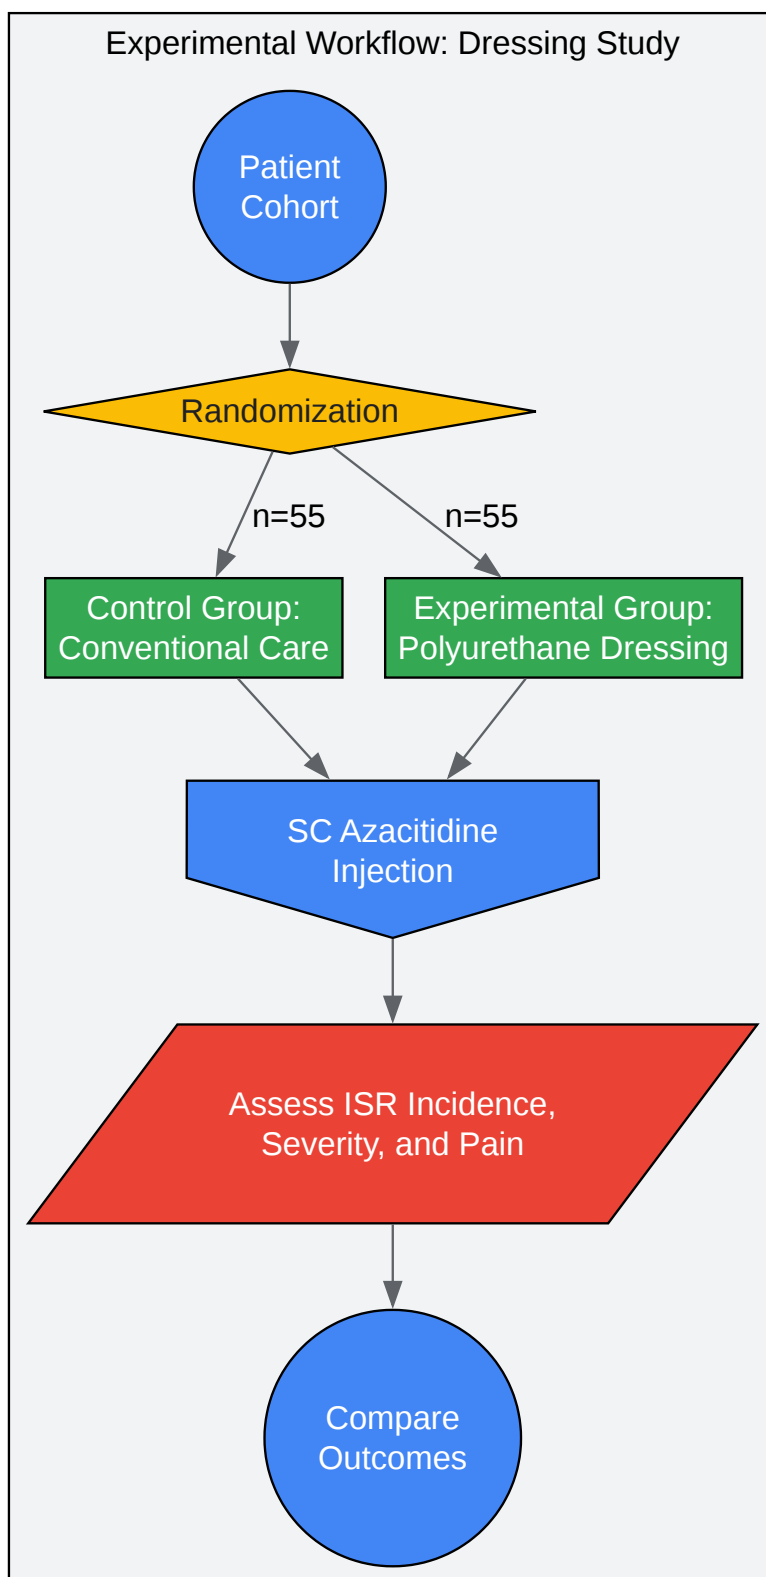 Experimental Workflow: Dressing Study
Patient
Cohort
Randomization
n=55
n=55
Control Group:
Conventional Care
Experimental Group:
Polyurethane Dressing
SC Azacitidine
Injection
Assess ISR Incidence,
Severity, and Pain
Compare
Outcomes